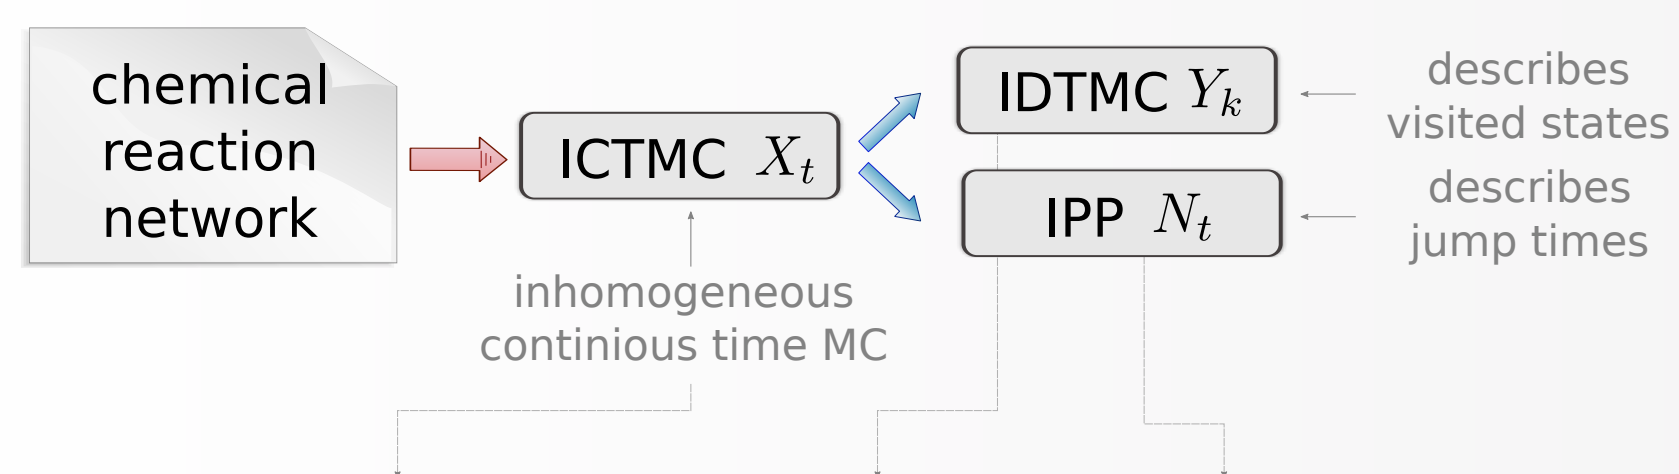 chemical
reaction
network
ICTMC X_t
inhomogeneous
continious time MC
IDTMC Y_k
describes
visited states
IPP N_t
describes
jump times